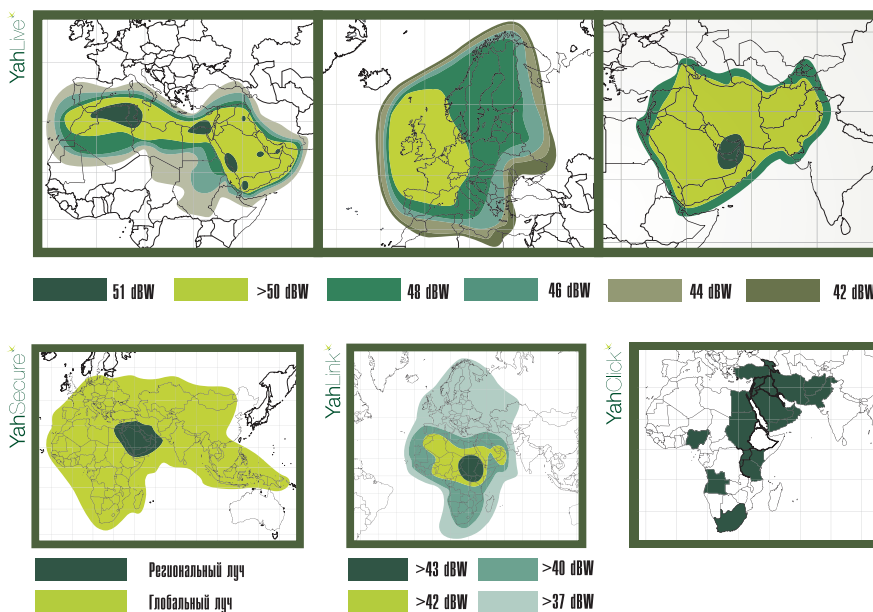 YahLive
51 dBW >50 dBW 48 dBW 46 dBW 44 dBW 42 dBW
YahSecure
Региональный луч
Глобальный луч
YahLink
>43 dBW >40 dBW
>42 dBW >37 dBW
YahClick